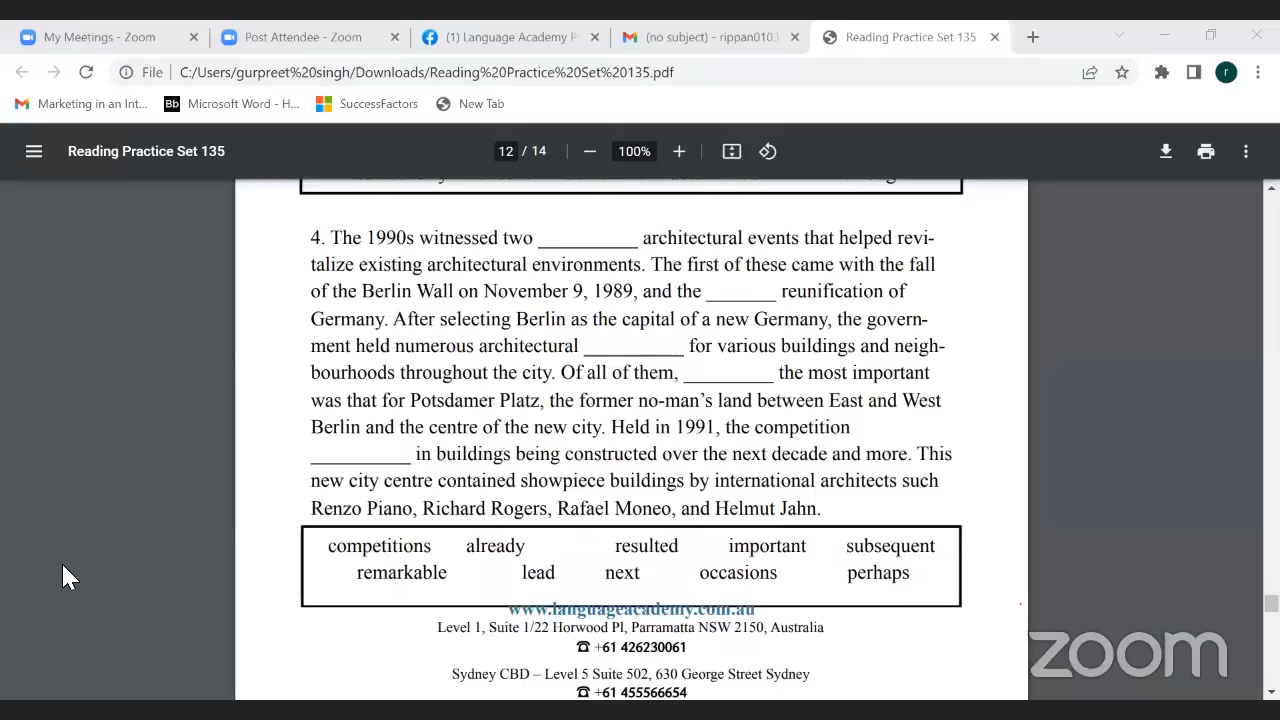 My Meetings - Zoom
Post Attendee - Zoom
(1) Language Academy P
(no subject) - rippan010
Reading Practice Set 135
File C:/Users/gurpreet%20singh/Downloads/Reading%20Practice%20Set%20135.pdf
r
Marketing in an Int...
Bb Microsoft Word - H...
SuccessFactors
New Tab
Reading Practice Set 135
12 / 14
100%
4. The 1990s witnessed two __________ architectural events that helped revi-
talize existing architectural environments. The first of these came with the fall
of the Berlin Wall on November 9, 1989, and the _______ reunification of
Germany. After selecting Berlin as the capital of a new Germany, the govern-
ment held numerous architectural __________ for various buildings and neigh-
bourhoods throughout the city. Of all of them, _________ the most important
was that for Potsdamer Platz, the former no-man's land between East and West
Berlin and the centre of the new city. Held in 1991, the competition
__________ in buildings being constructed over the next decade and more. This
new city centre contained showpiece buildings by international architects such
Renzo Piano, Richard Rogers, Rafael Moneo, and Helmut Jahn.
competitions already resulted important subsequent
remarkable lead next occasions perhaps
www.languageacademy.com.au
Level 1, Suite 1/22 Horwood Pl, Parramatta NSW 2150, Australia
☎ +61 426230061
Sydney CBD – Level 5 Suite 502, 630 George Street Sydney
☎ +61 455566654
zoom